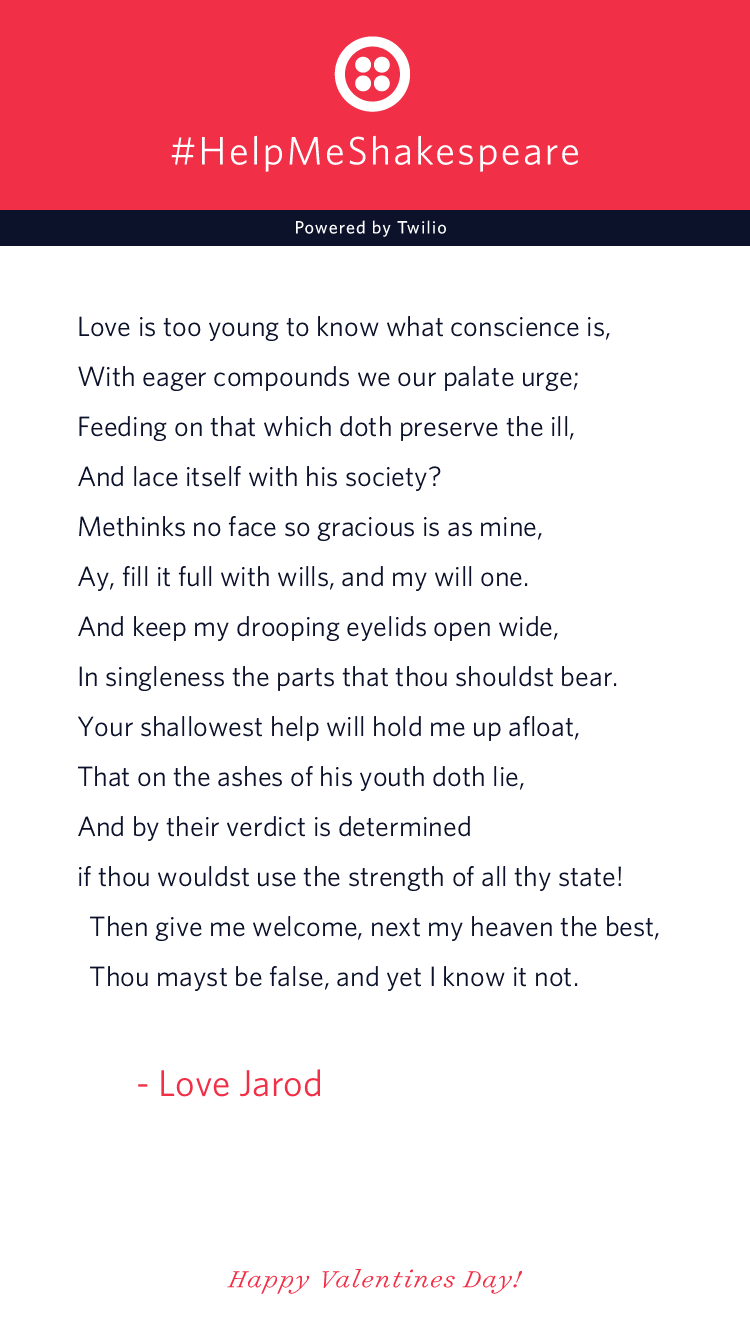 #HelpMeShakespeare
Powered by Twilio
Love is too young to know what conscience is,
With eager compounds we our palate urge;
Feeding on that which doth preserve the ill,
And lace itself with his society?
Methinks no face so gracious is as mine,
Ay, fill it full with wills, and my will one.
And keep my drooping eyelids open wide,
In singleness the parts that thou shouldst bear.
Your shallowest help will hold me up afloat,
That on the ashes of his youth doth lie,
And by their verdict is determined
if thou wouldst use the strength of all thy state!
Then give me welcome, next my heaven the best,
Thou mayst be false, and yet I know it not.
- Love Jarod
Happy Valentines Day!